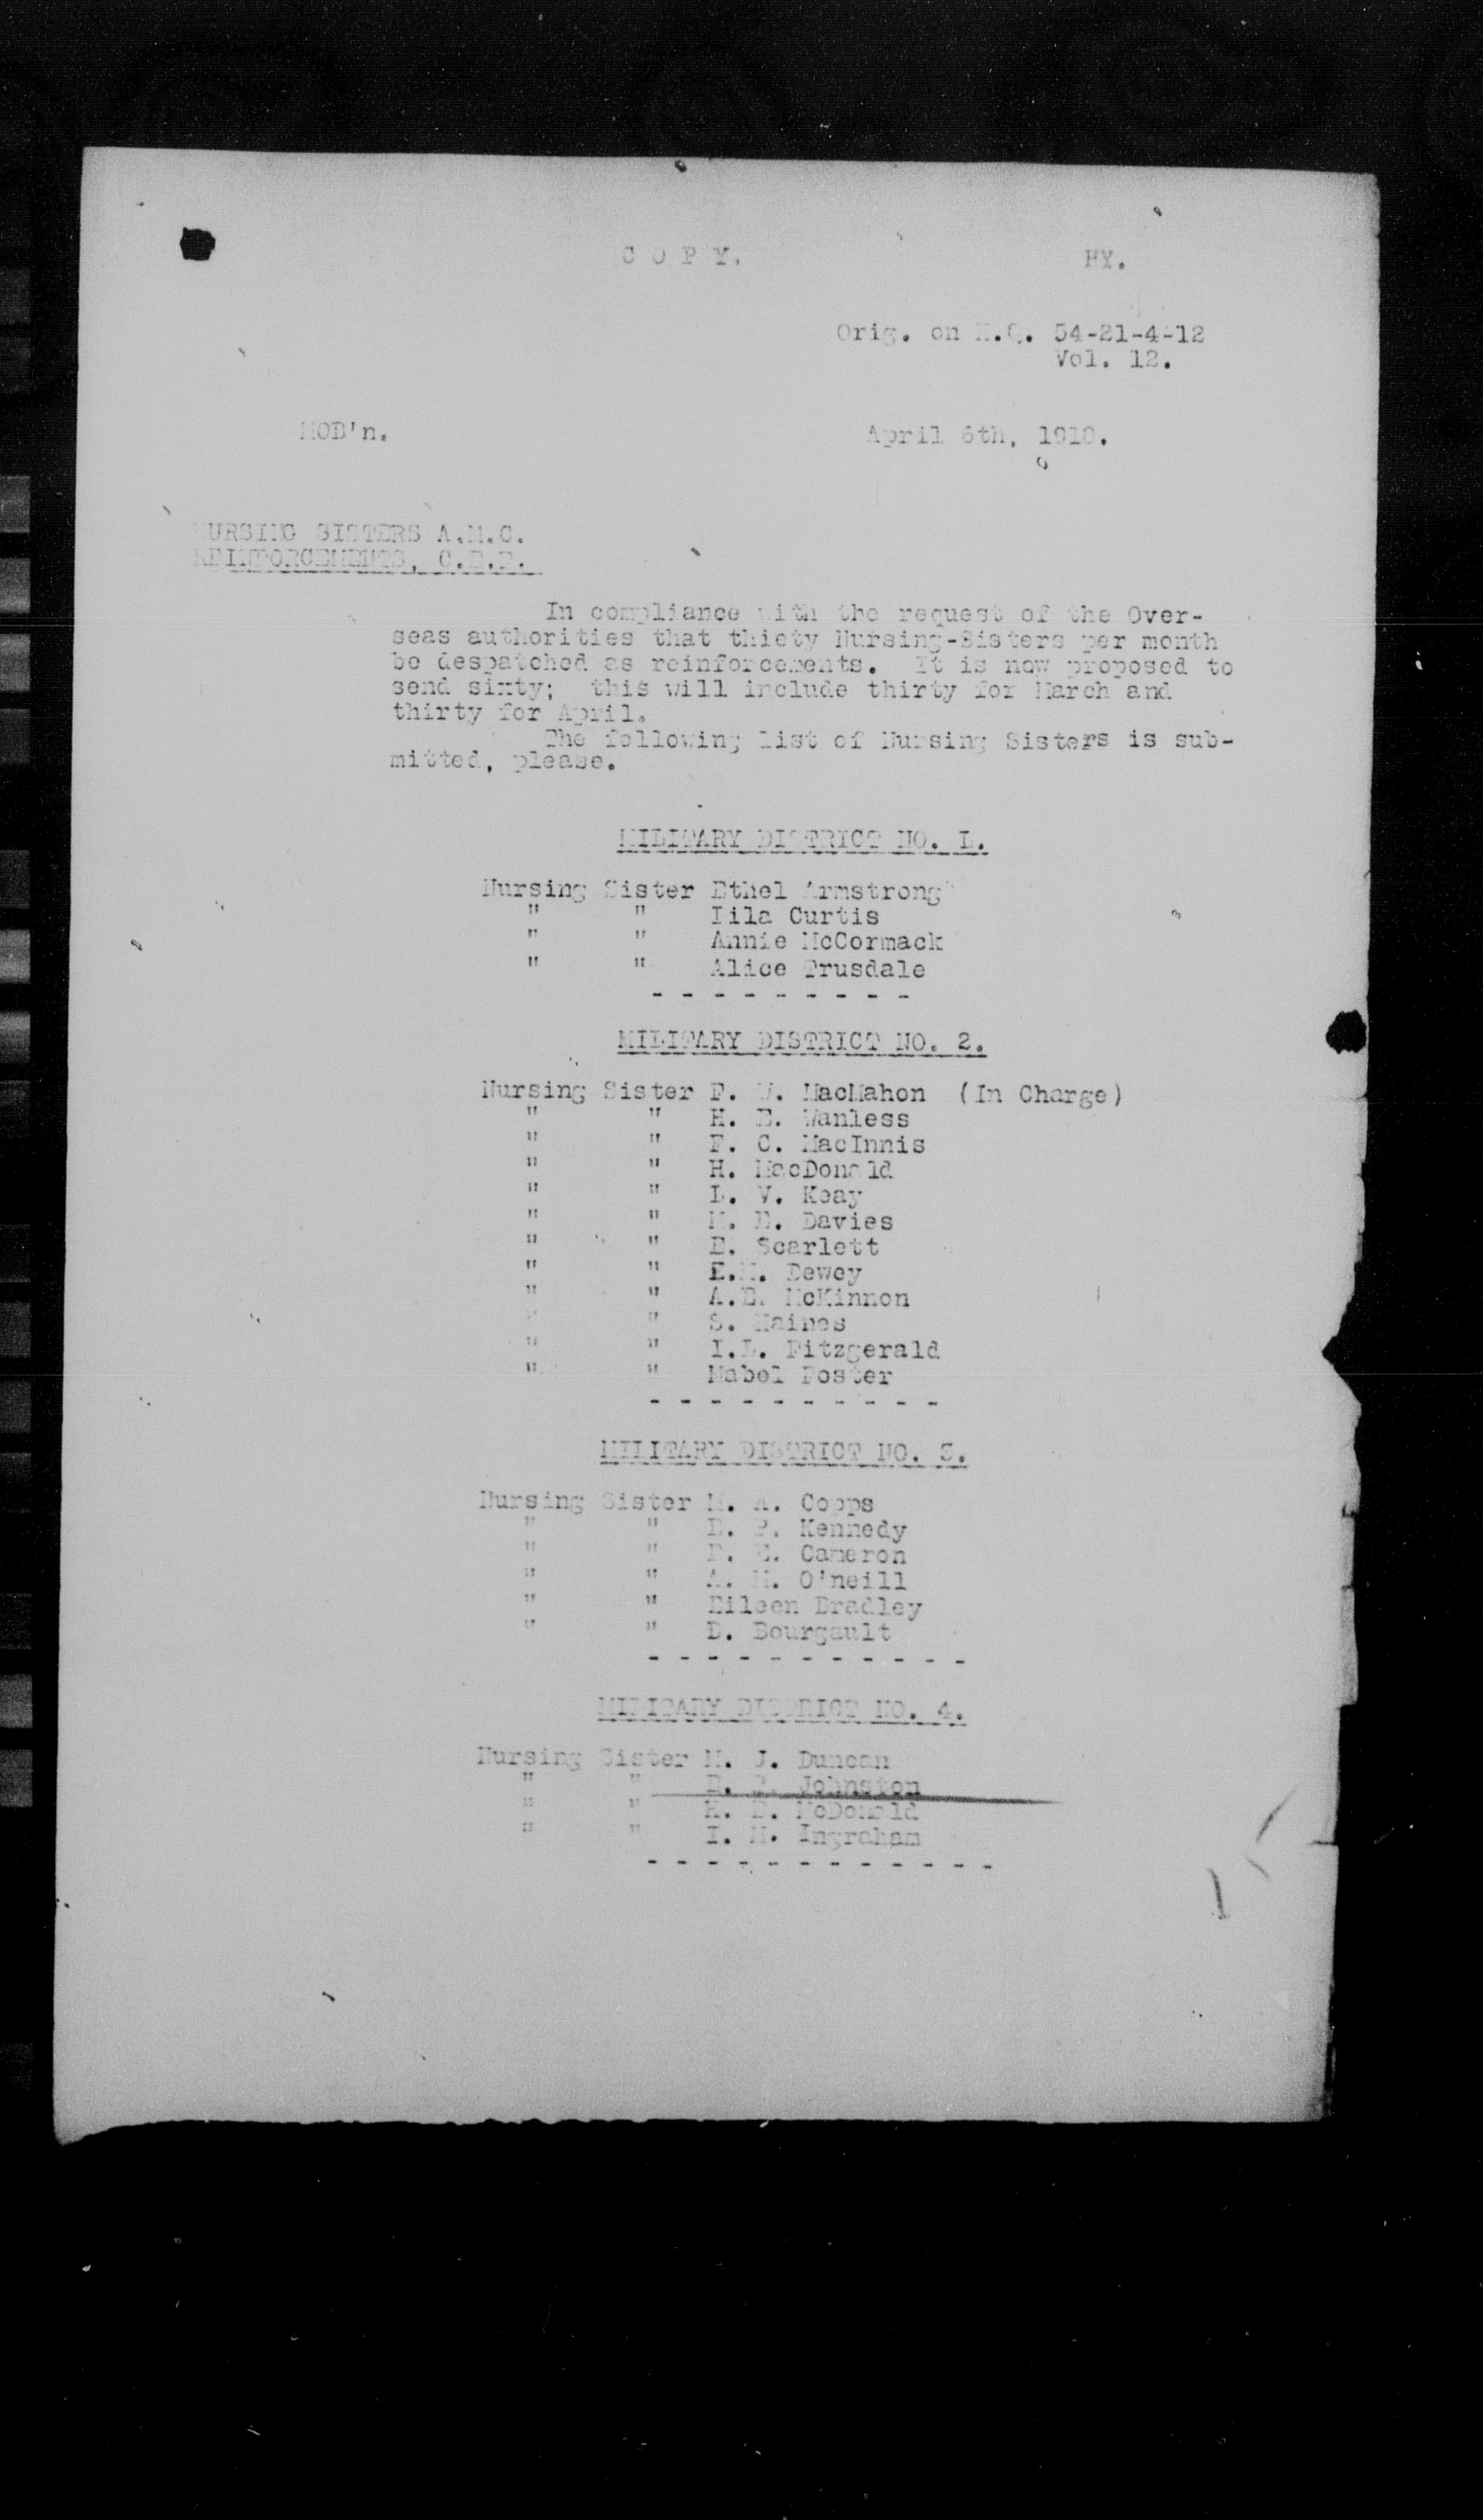 COPY.
HY.
Orig. on H.Q. 54-21-4-12
Vol. 12.
MOB'n.
April 6th, 1918.
NURSING SISTERS A.M.C.
REINFORCEMENTS, C.E.F.
In compliance with the request of the Over-
seas authorities that thiety Nursing-Sisters per month
be despatched as reinforcements. It is now proposed to
send sixty; this will include thirty for March and
thirty for April.
The following list of Nursing Sisters is sub-
mitted, please.
MILITARY DISTRICT NO. 1.
Nursing Sister Ethel Armstrong
" " Lila Curtis
" " Annie McCormack
" " Alice Trusdale
- - - - - - - - -
MILITARY DISTRICT NO. 2.
Nursing Sister F. W. MacMahon (In Charge)
" " H. E. Wanless
" " F. C. MacInnis
" " H. MacDonald
" " L. V. Keay
" " M. E. Davies
" " E. Scarlett
" " E.M. Dewey
" " A.E. McKinnon
" " S. Haines
" " I.L. Fitzgerald
" " Mabel Foster
- - - - - - - - - -
MILITARY DISTRICT NO. 3.
Nursing Sister M. A. Copps
" " E. P. Kennedy
" " Cameron
" " A. M. O'neill
" " Eileen Bradley
" " Bourgault
- - - - - - - - - - -
MILITARY DISTRICT NO. 4.
Nursing Sister M. J. Duncan
" " Johnston
" " McDonald
" " I. M. Ingraham
- - - - - - - - - - - -